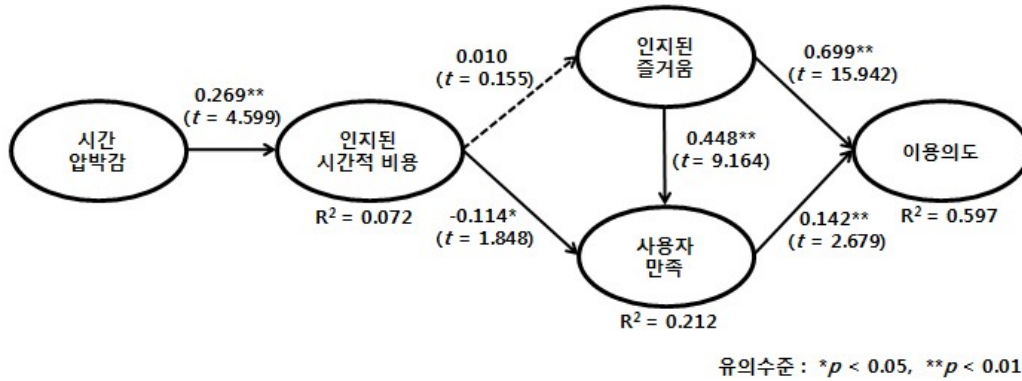 시간
압박감
0.269**
(t = 4.599)
인지된
시간적 비용
R² = 0.072
0.010
(t = 0.155)
-0.114*
(t = 1.848)
인지된
즐거움
0.448**
(t = 9.164)
사용자
만족
R² = 0.212
0.699**
(t = 15.942)
0.142**
(t = 2.679)
이용의도
R² = 0.597
유의수준 : *p < 0.05, **p < 0.01